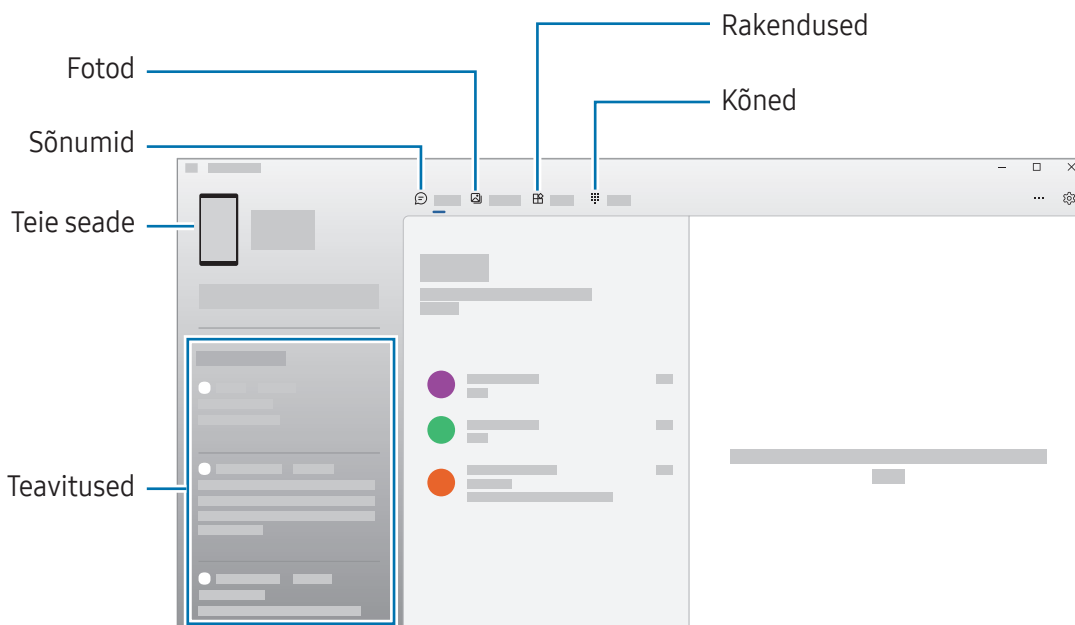 Rakendused
Fotod
Kõned
Sõnumid
Teie seade
Teavitused